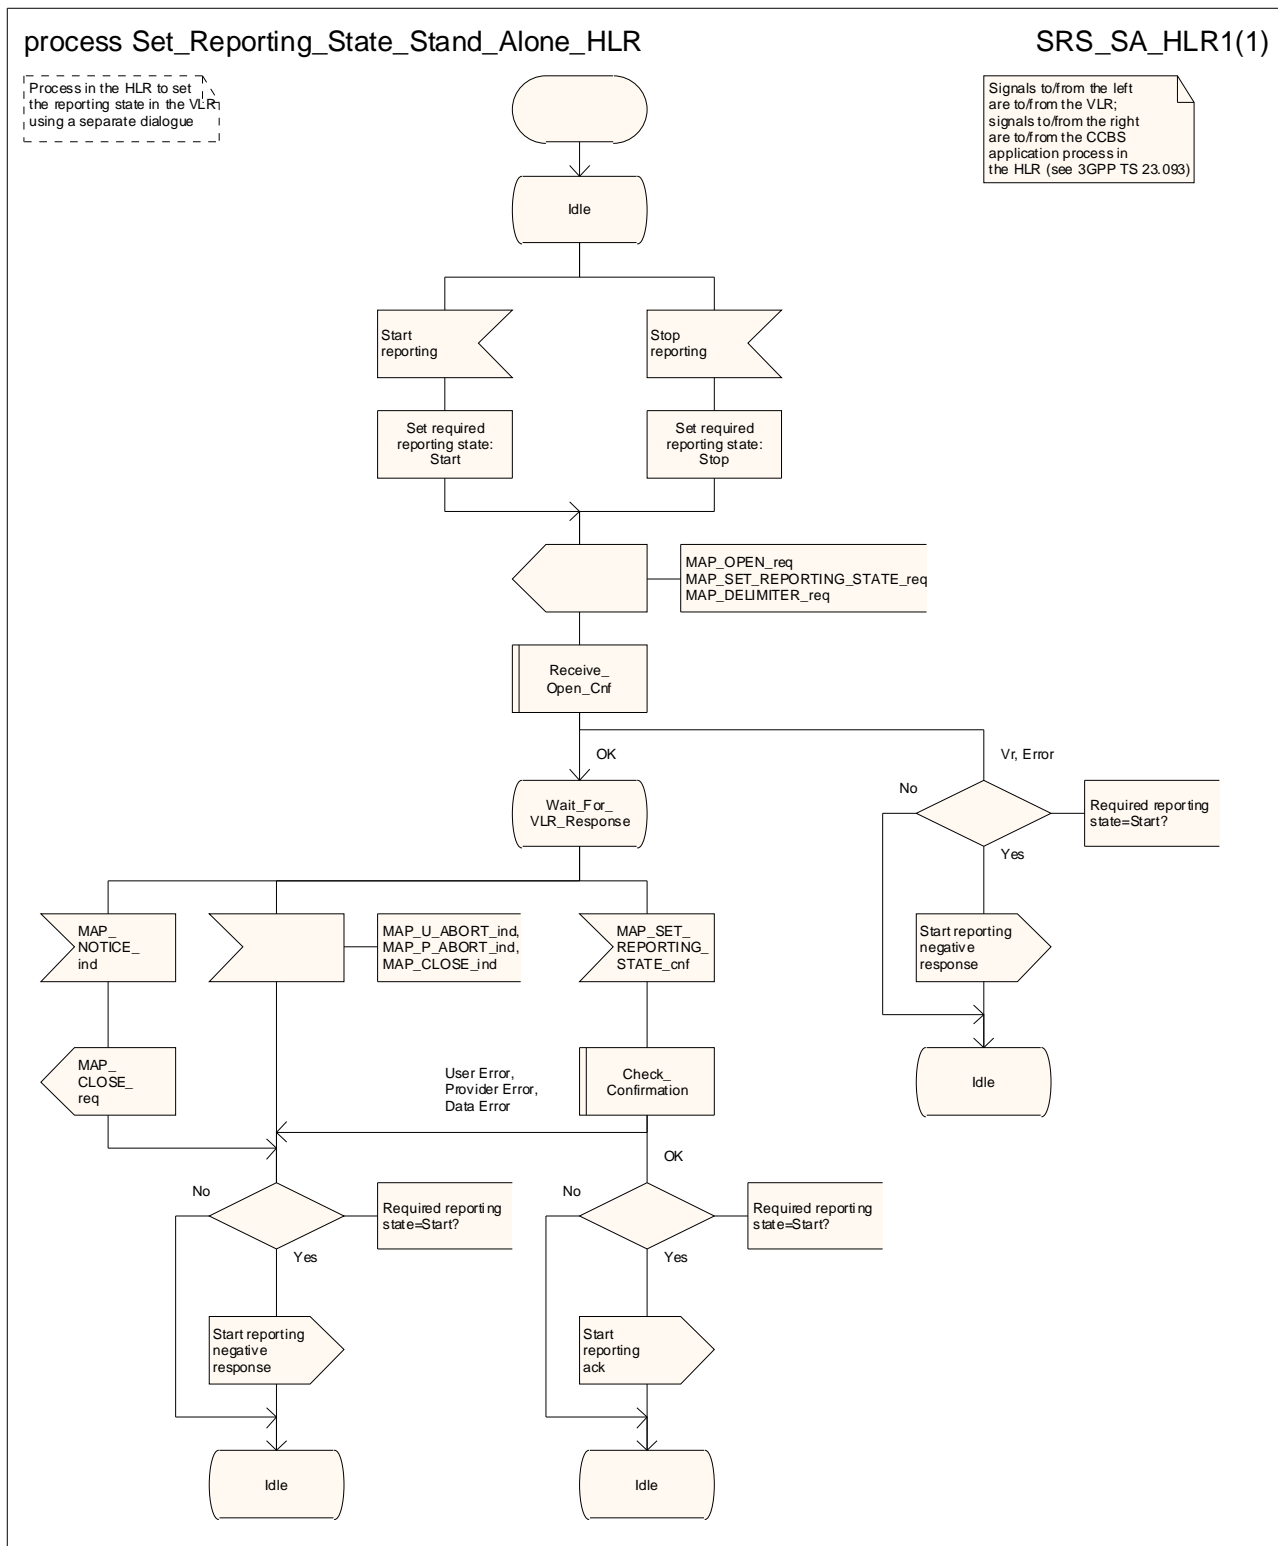 process Set_Reporting_State_Stand_Alone_HLR
SRS_SA_HLR1(1)
Process in the HLR to set
the reporting state in the VLR
using a separate dialogue
Signals to/from the left
are to/from the VLR;
signals to/from the right
are to/from the CCBS
application process in
the HLR (see 3GPP TS 23.093)
Idle
Start
reporting
Stop
reporting
Set required
reporting state:
Start
Set required
reporting state:
Stop
MAP_OPEN_req
MAP_SET_REPORTING_STATE_req
MAP_DELIMITER_req
Receive_
Open_Cnf
OK
Vr, Error
Wait_For_
VLR_Response
No
Required reporting
state=Start?
Yes
MAP_
NOTICE_
ind
MAP_U_ABORT_ind,
MAP_P_ABORT_ind,
MAP_CLOSE_ind
MAP_SET_
REPORTING_
STATE_cnf
Start reporting
negative
response
MAP_
CLOSE_
req
User Error,
Provider Error,
Data Error
Check_
Confirmation
Idle
OK
No
Required reporting
state=Start?
Yes
No
Required reporting
state=Start?
Yes
Start reporting
negative
response
Start
reporting
ack
Idle
Idle